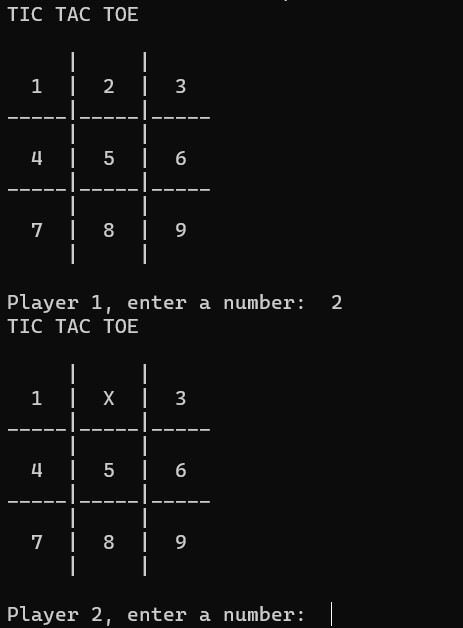 TIC TAC TOE
     |     |
  1  |  2  |  3
_____|_____|_____
     |     |
  4  |  5  |  6
_____|_____|_____
     |     |
  7  |  8  |  9
     |     |
Player 1, enter a number:  2
TIC TAC TOE
     |     |
  1  |  X  |  3
_____|_____|_____
     |     |
  4  |  5  |  6
_____|_____|_____
     |     |
  7  |  8  |  9
     |     |
Player 2, enter a number: